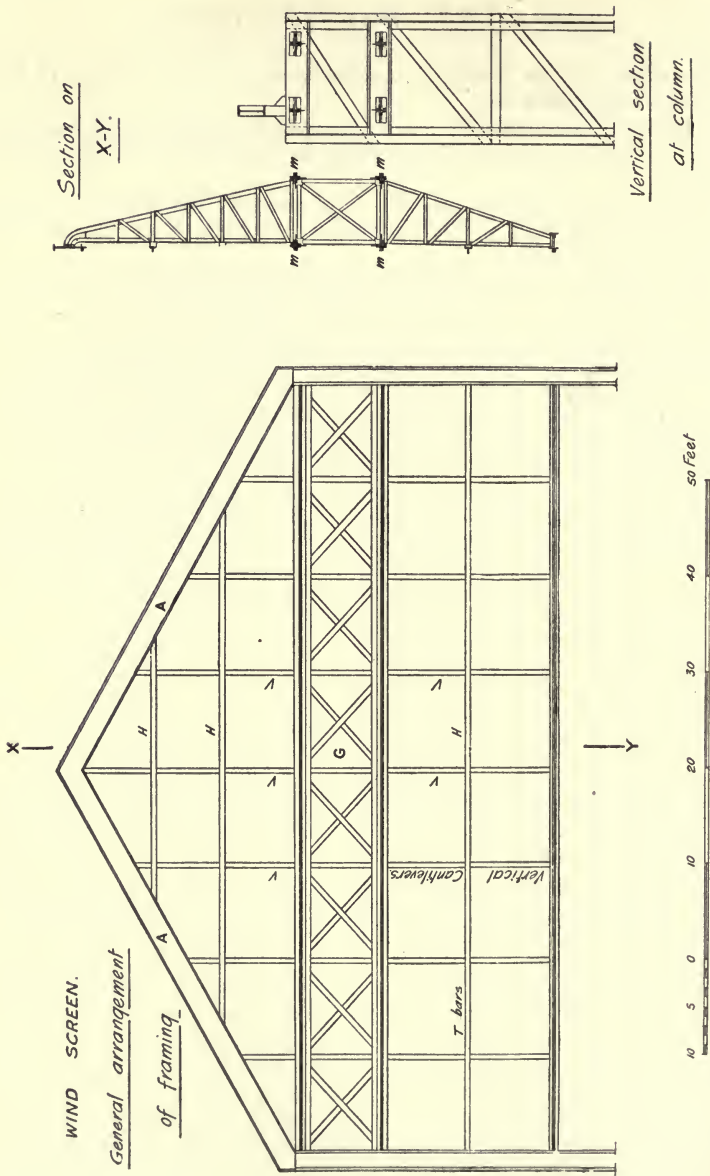 WIND SCREEN.
General arrangement
of framing
X
A
A
H
H
V
V
V
G
V
V
H
T bars
Vertical
Cantilevers
Y
10 5 0 10 20 30 40 50 Feet
Section on
X-Y.
m
m
m
m
Vertical section
at column.